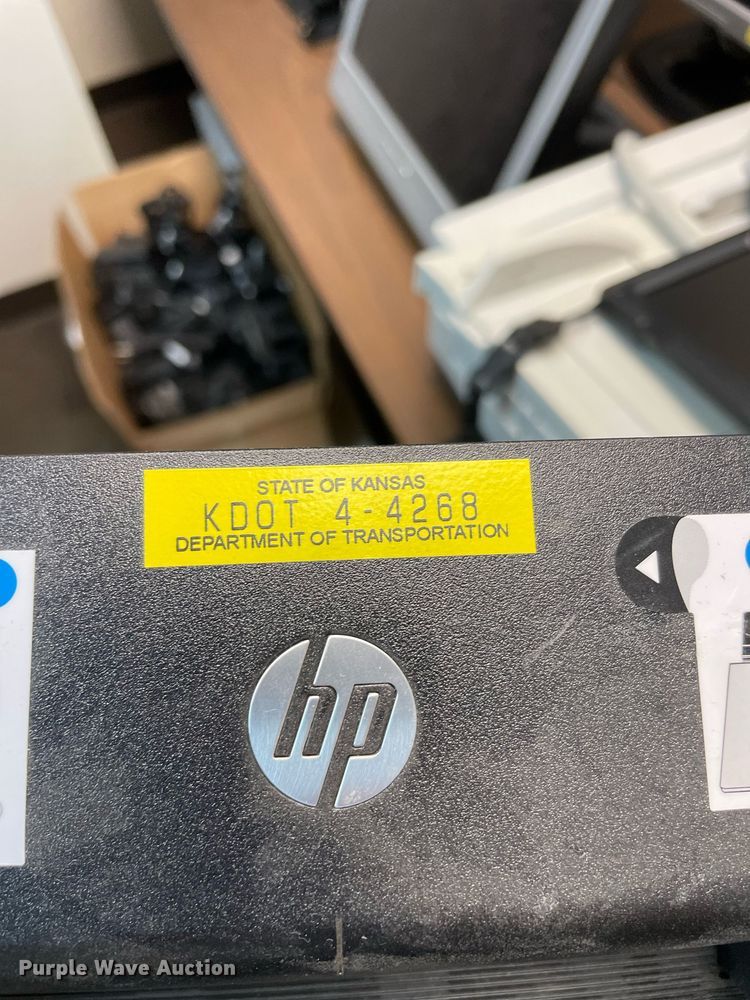 STATE OF KANSAS
KDOT 4-4268
DEPARTMENT OF TRANSPORTATION
hp
Purple Wave Auction